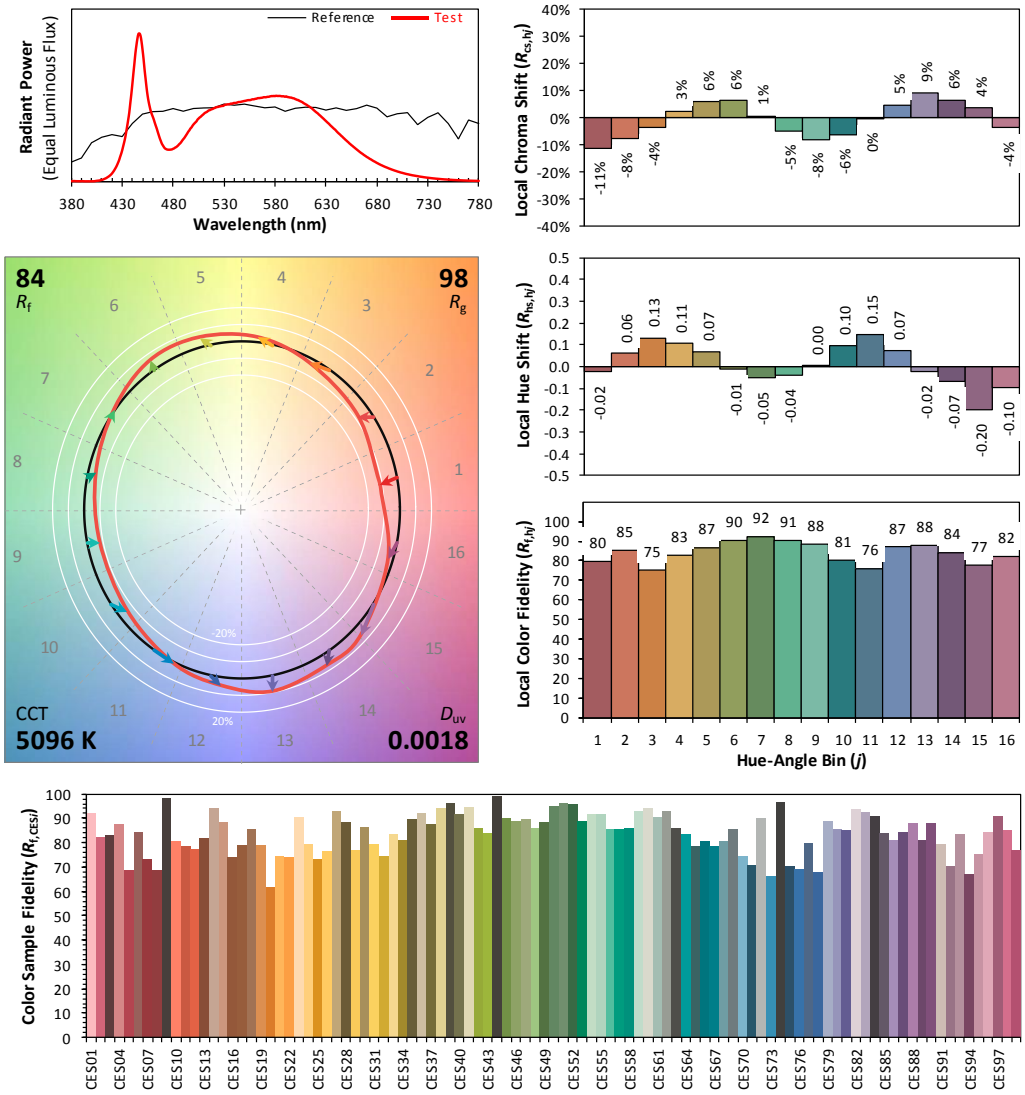 Reference
Test
Radiant Power
(Equal Luminous Flux)
380 430 480 530 580 630 680 730 780
Wavelength (nm)
Local Chroma Shift (Rcs,hj)
40%
30%
20%
10%
0%
-10%
-20%
-30%
-40%
-11% -8% -4% 3% 6% 6% 1% -5% -8% -6% 0% 5% 9% 6% 4% -4%
84
Rf
98
Rg
5 4
6 3
7 2
8 1
9 16
10 15
11 14
12 13
-20%
20%
CCT
5096 K
Duv
0.0018
Local Hue Shift (Rhs,hj)
0.5
0.4
0.3
0.2
0.1
0.0
-0.1
-0.2
-0.3
-0.4
-0.5
-0.02 0.06 0.13 0.11 0.07 -0.01 -0.05 -0.04 0.00 0.10 0.15 0.07 -0.02 -0.07 -0.20 -0.10
Local Color Fidelity (Rf,hj)
100
90
80
70
60
50
40
30
20
10
0
80 85 75 83 87 90 92 91 88 81 76 87 88 84 77 82
1 2 3 4 5 6 7 8 9 10 11 12 13 14 15 16
Hue-Angle Bin (j)
Color Sample Fidelity (Rf,CESi)
100
90
80
70
60
50
40
30
20
10
0
CES01 CES04 CES07 CES10 CES13 CES16 CES19 CES22 CES25 CES28 CES31 CES34 CES37 CES40 CES43 CES46 CES49 CES52 CES55 CES58 CES61 CES64 CES67 CES70 CES73 CES76 CES79 CES82 CES85 CES88 CES91 CES94 CES97